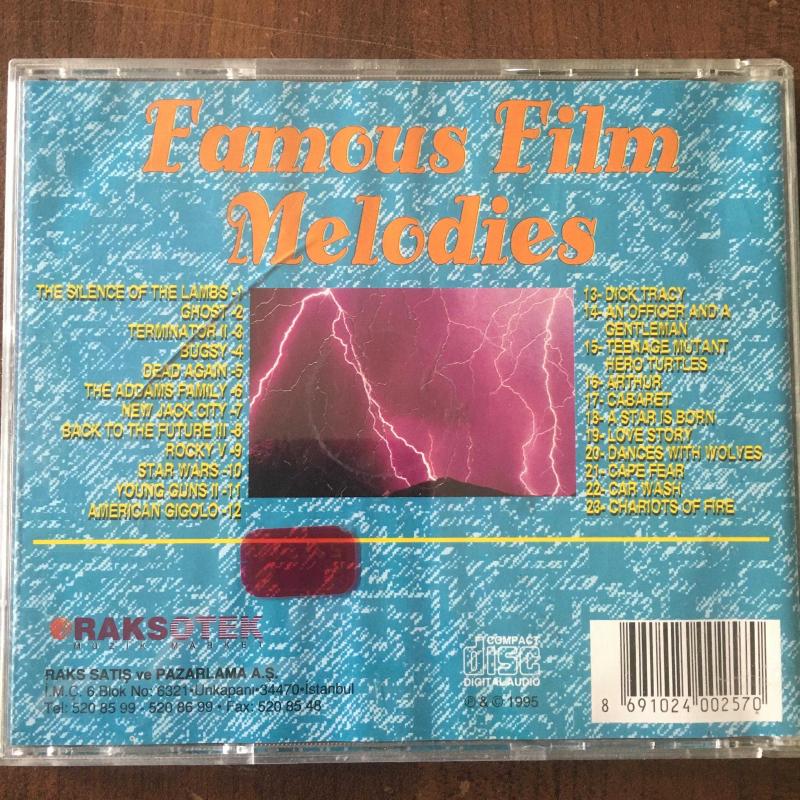 Famous Film
Melodies
THE SILENCE OF THE LAMBS -1
GHOST -2
TERMINATOR II -3
BUGSY -4
DEAD AGAIN -5
THE ADDAMS FAMILY -6
NEW JACK CITY -7
BACK TO THE FUTURE III -8
ROCKY V -9
STAR WARS -10
YOUNG GUNS II -11
AMERICAN GIGOLO -12
13- DICK TRACY
14- AN OFFICER AND A
GENTLEMAN
15- TEENAGE MUTANT
HERO TURTLES
16- ARTHUR
17- CABARET
18- A STAR IS BORN
19- LOVE STORY
20- DANCES WITH WOLVES
21- CAPE FEAR
22- CAR WASH
23- CHARIOTS OF FIRE
RAKSOTEK
MÜZİK MARKET
RAKS SATIŞ ve PAZARLAMA A.Ş.
İ.M.C. 6.Blok No: 6321•Unkapanı•34470•İstanbul
Tel: 520 85 99 - 520 86 99 • Fax: 520 85 48
COMPACT
disc
DIGITAL AUDIO
℗ & © 1995
8 691024 002570